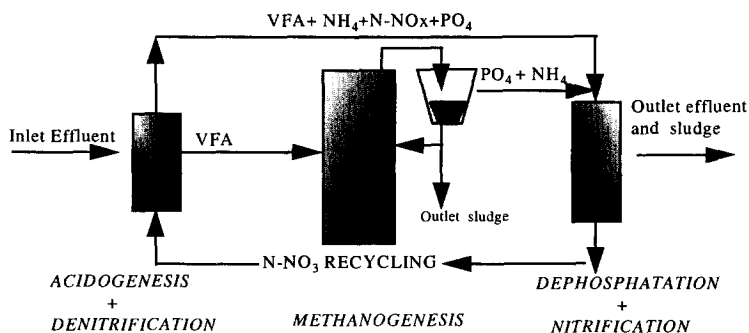 VFA+ NH4+N-NOx+PO4
PO4 + NH4
Outlet effluent
and sludge
Inlet Effluent
VFA
Outlet sludge
N-NO3 RECYCLING
ACIDOGENESIS
+
DENITRIFICATION
METHANOGENESIS
DEPHOSPHATATION
+
NITRIFICATION